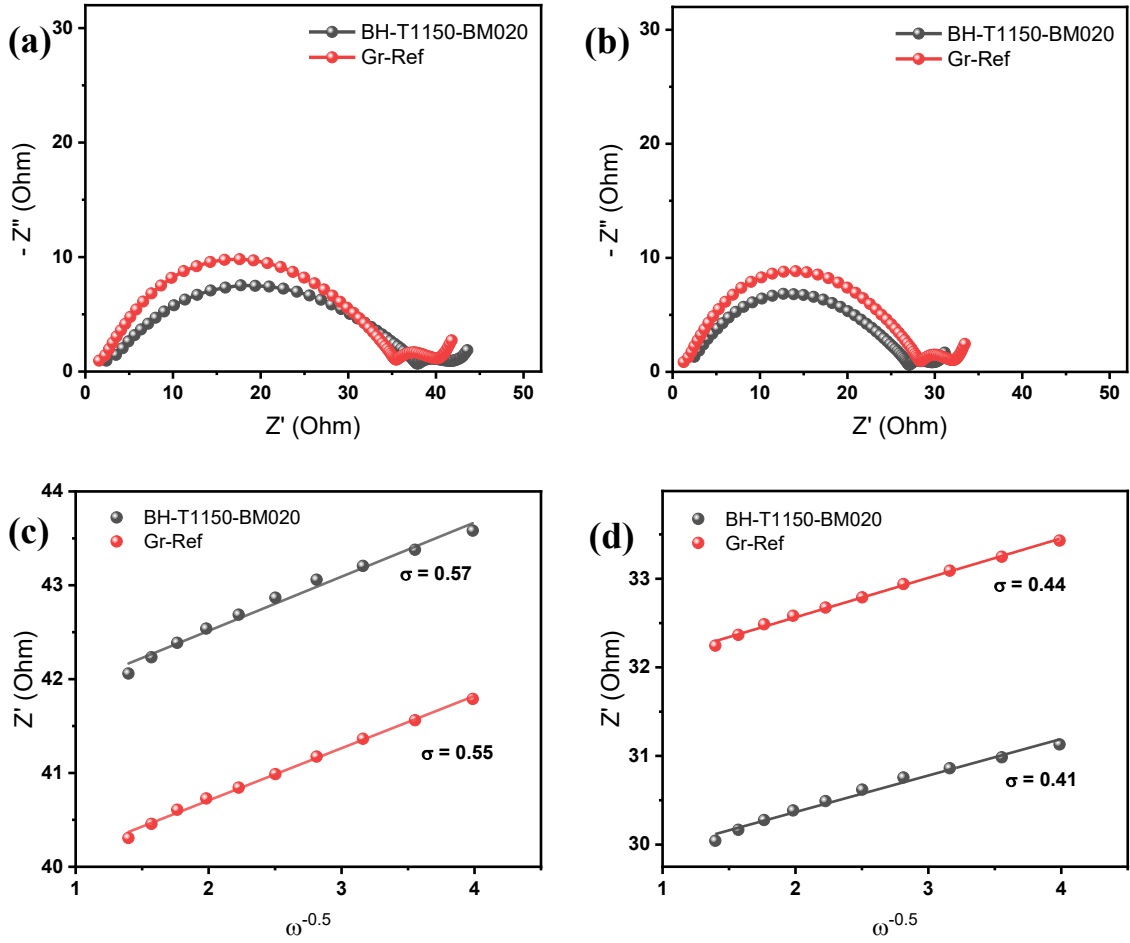 (a)
BH-T1150-BM020
Gr-Ref
30
20
10
0
- Z" (Ohm)
0 10 20 30 40 50
Z' (Ohm)
(b)
BH-T1150-BM020
Gr-Ref
30
20
10
0
- Z" (Ohm)
0 10 20 30 40 50
Z' (Ohm)
(c)
BH-T1150-BM020
Gr-Ref
σ = 0.57
σ = 0.55
44
43
42
41
40
Z' (Ohm)
1 2 3 4
ω-0.5
(d)
BH-T1150-BM020
Gr-Ref
σ = 0.44
σ = 0.41
33
32
31
30
Z' (Ohm)
1 2 3 4
ω-0.5